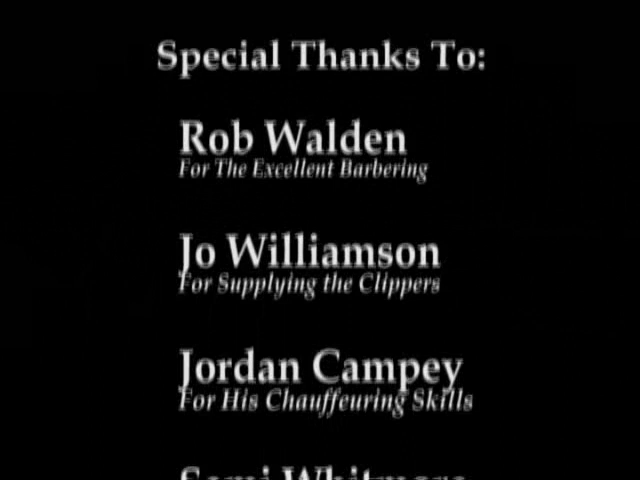 Special Thanks To:
Rob Walden
For The Excellent Barbering
Jo Williamson
For Supplying the Clippers
Jordan Campey
For His Chauffeuring Skills